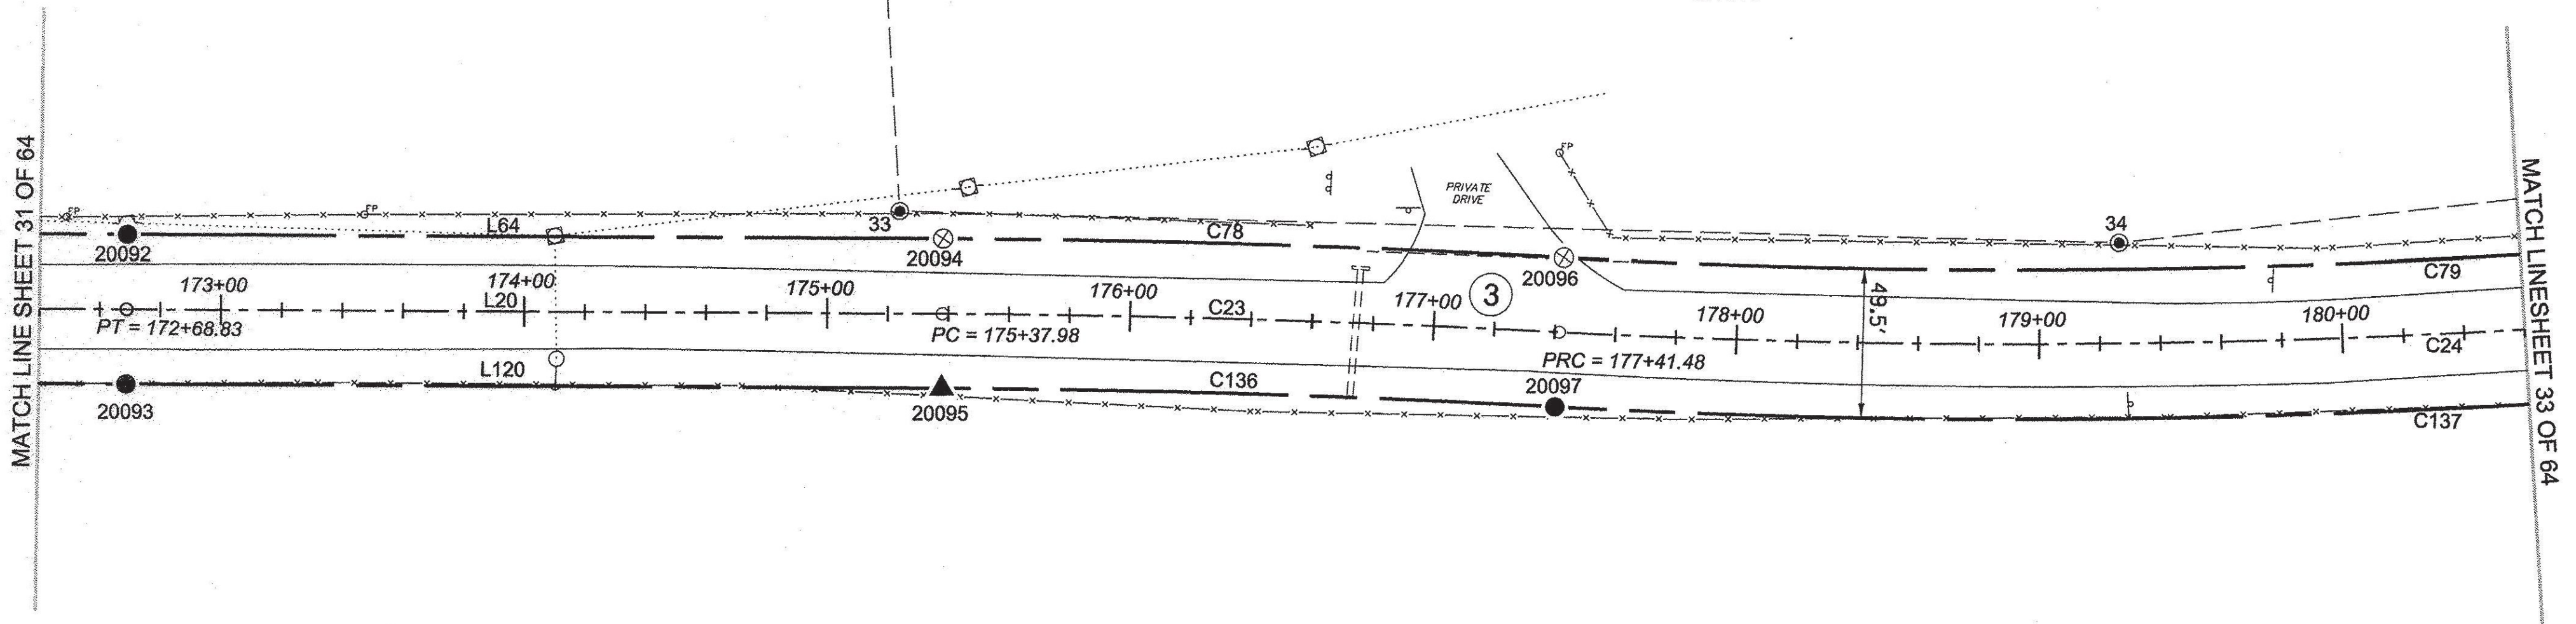 MATCH LINE SHEET 31 OF 64
FP
FP
L64
33
C78
PRIVATE
DRIVE
FP
34
20092
20094
20096
C79
173+00
174+00
175+00
176+00
177+00
3
178+00
179+00
180+00
49.5'
L20
C23
C24
PT = 172+68.83
PC = 175+37.98
PRC = 177+41.48
L120
C136
C137
20093
20095
20097
MATCH LINESHEET 33 OF 64